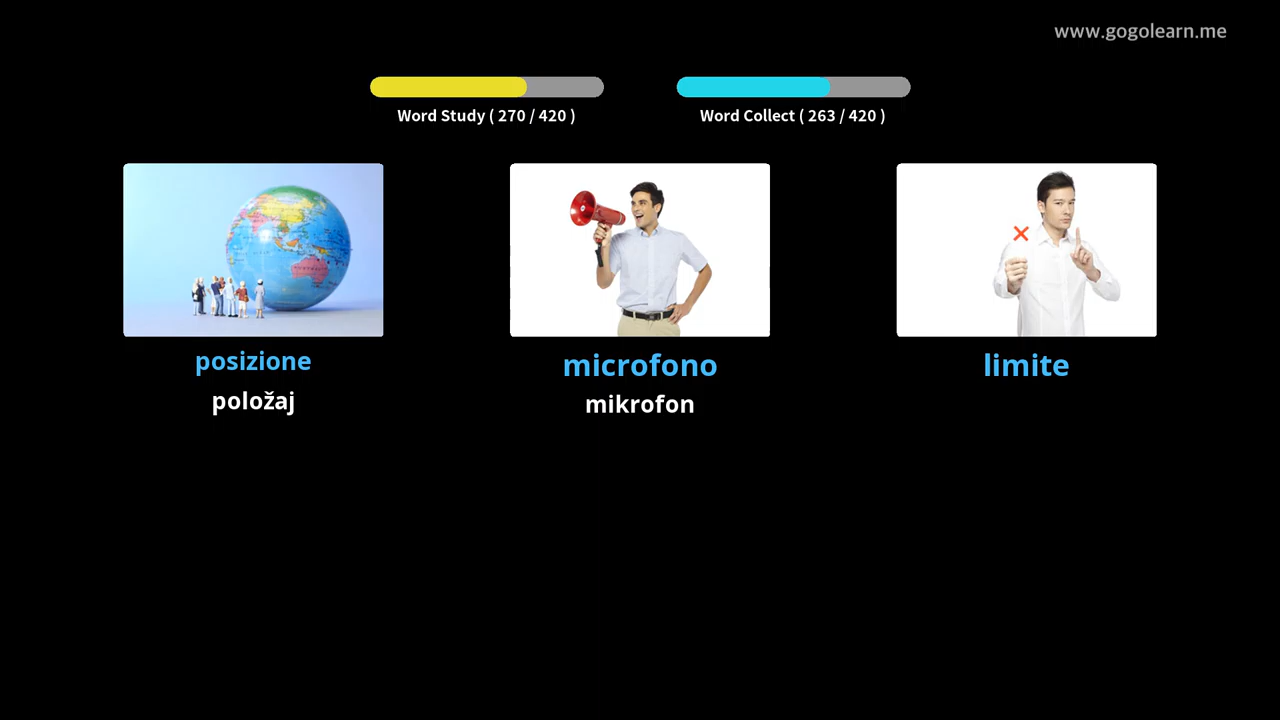 www.gogolearn.me
Word Study ( 270 / 420 )
Word Collect ( 263 / 420 )
posizione
položaj
microfono
mikrofon
limite